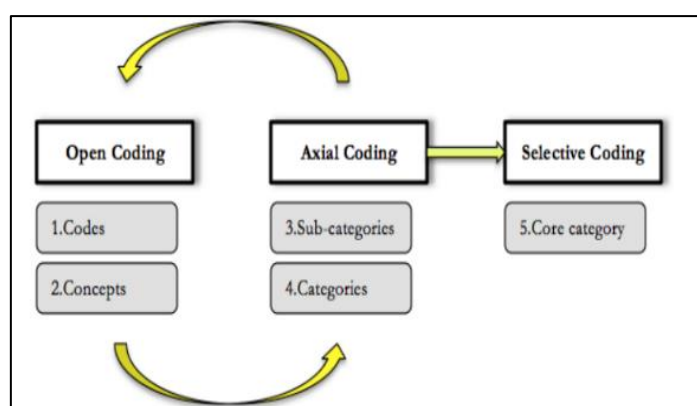 Open Coding
Axial Coding
Selective Coding
1.Codes
3.Sub-categories
5.Core category
2.Concepts
4.Categories